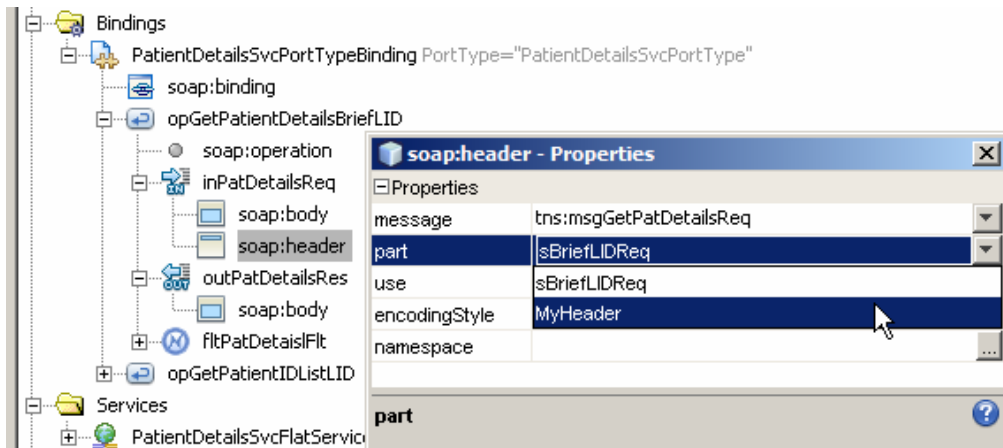 Bindings
PatientDetailsSvcPortTypeBinding PortType="PatientDetailsSvcPortType"
soap:binding
opGetPatientDetailsBriefLID
soap:operation
inPatDetailsReq
soap:body
soap:header
outPatDetailsRes
soap:body
fltPatDetaislFlt
opGetPatientIDListLID
Services
PatientDetailsSvcFlatServic
soap:header - Properties
Properties
message tns:msgGetPatDetailsReq
part sBriefLIDReq
use sBriefLIDReq
encodingStyle MyHeader
namespace ...
part